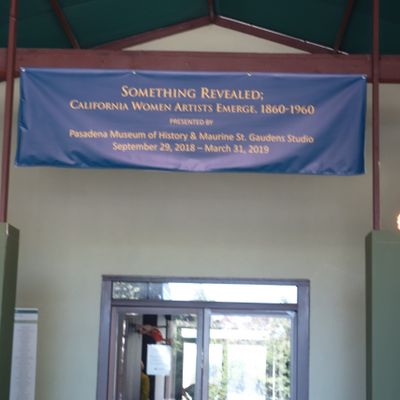 SOMETHING REVEALED;
CALIFORNIA WOMEN ARTISTS EMERGE, 1860-1960
PRESENTED BY
Pasadena Museum of History & Maurine St. Gaudens Studio
September 29, 2018 – March 31, 2019